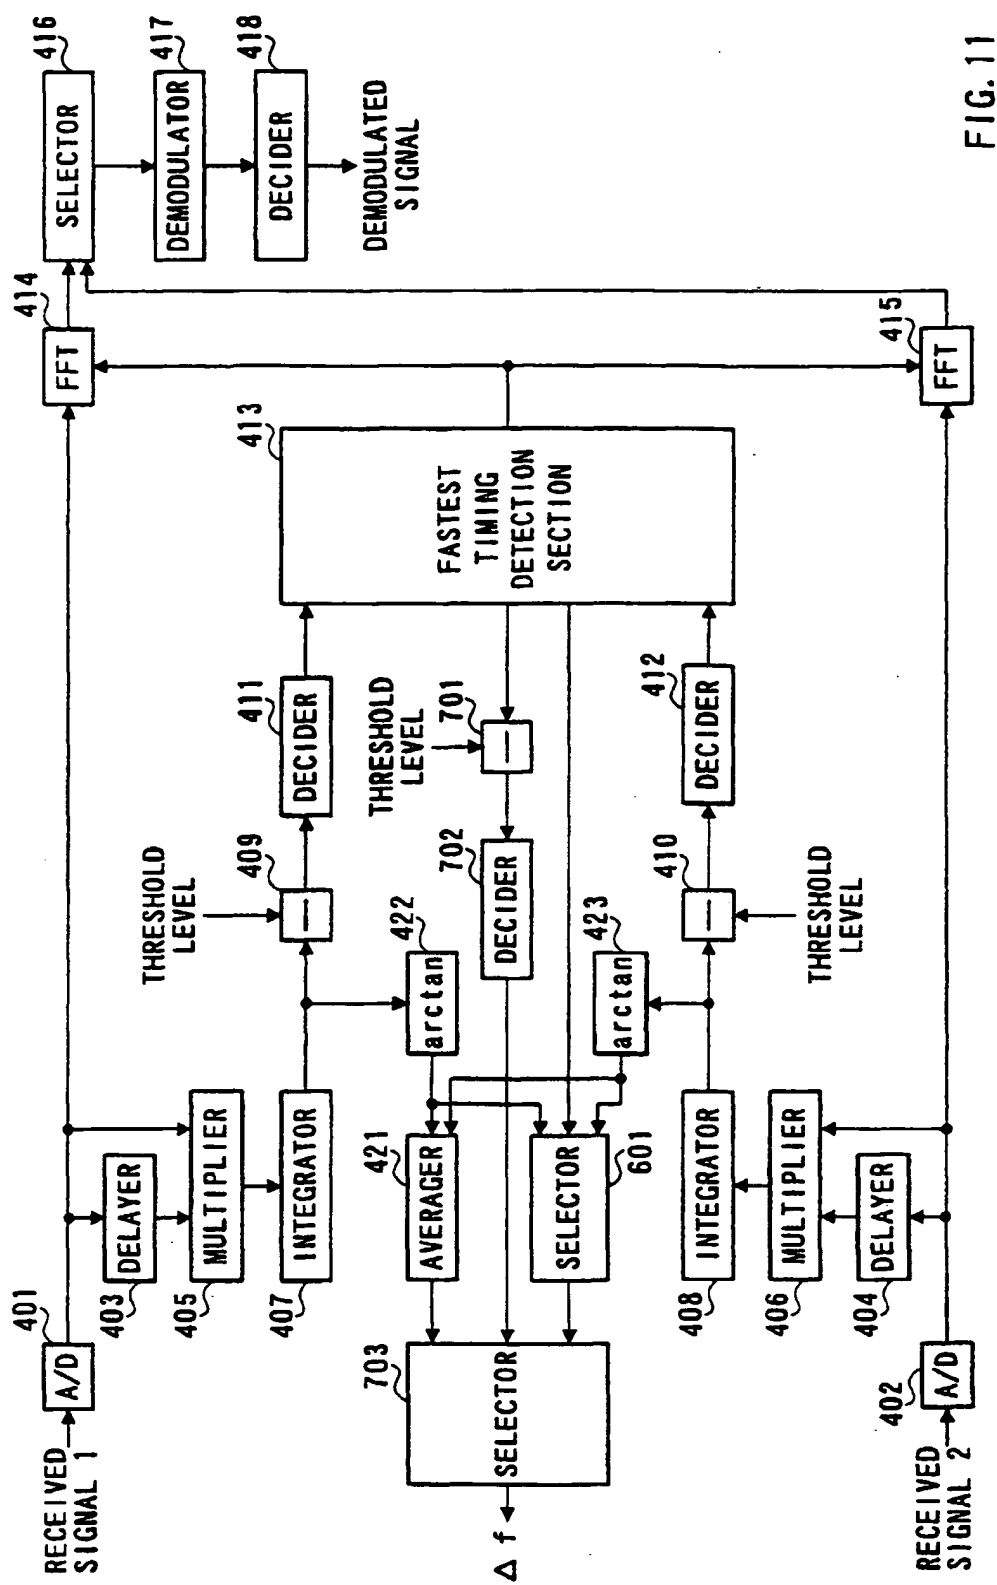 RECEIVED
SIGNAL 1
A/D
401
DELAYER
403
MULTIPLIER
405
INTEGRATOR
407
THRESHOLD
LEVEL
—
409
DECIDER
411
FFT
414
SELECTOR
416
DEMODULATOR
417
DECIDER
418
DEMODULATED
SIGNAL
Δ f
SELECTOR
703
AVERAGER
421
SELECTOR
601
arctan
422
arctan
423
DECIDER
702
THRESHOLD
LEVEL
—
701
FASTEST
TIMING
DETECTION
SECTION
413
INTEGRATOR
408
MULTIPLIER
406
DELAYER
404
—
410
THRESHOLD
LEVEL
DECIDER
412
RECEIVED
SIGNAL 2
A/D
402
FFT
415
FIG. 11